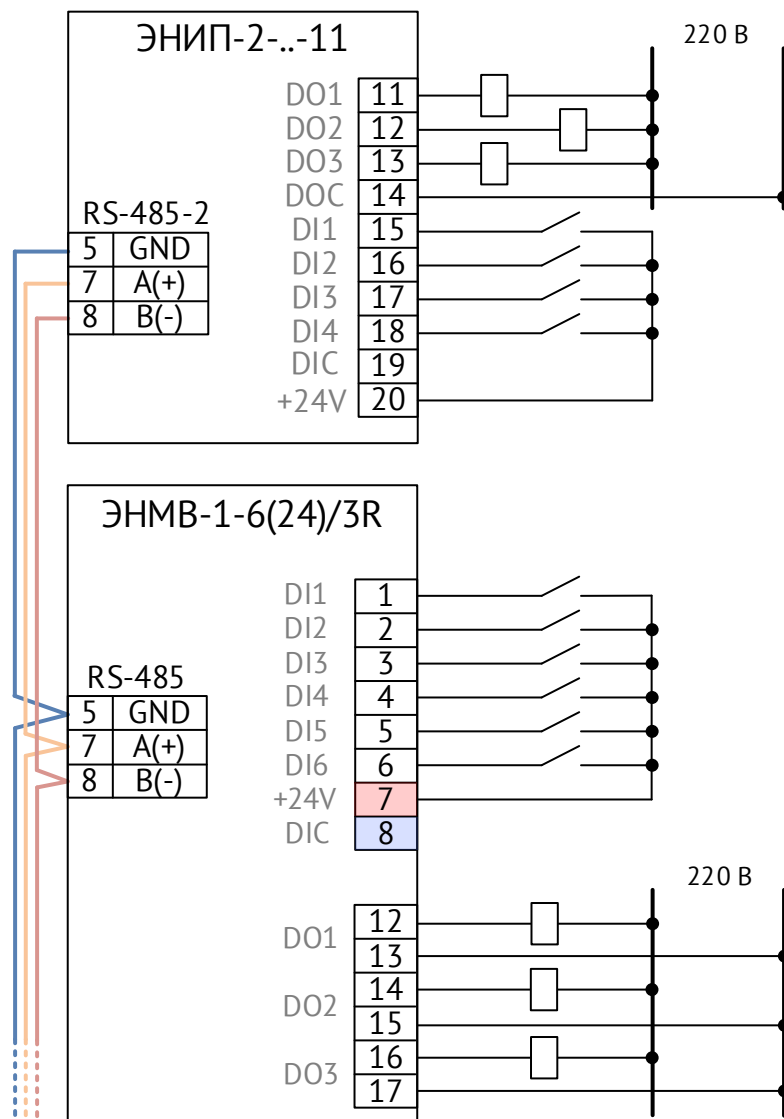 ЭНИП-2-..-11
220 В
DO1 11
DO2 12
DO3 13
DOC 14
RS-485-2
DI1 15
5 GND
DI2 16
7 A(+)
DI3 17
8 B(-)
DI4 18
DIC 19
+24V 20
ЭНМВ-1-6(24)/3R
DI1 1
DI2 2
DI3 3
RS-485
DI4 4
5 GND
DI5 5
7 A(+)
DI6 6
8 B(-)
+24V 7
DIC 8
220 В
DO1 12
13
DO2 14
15
DO3 16
17